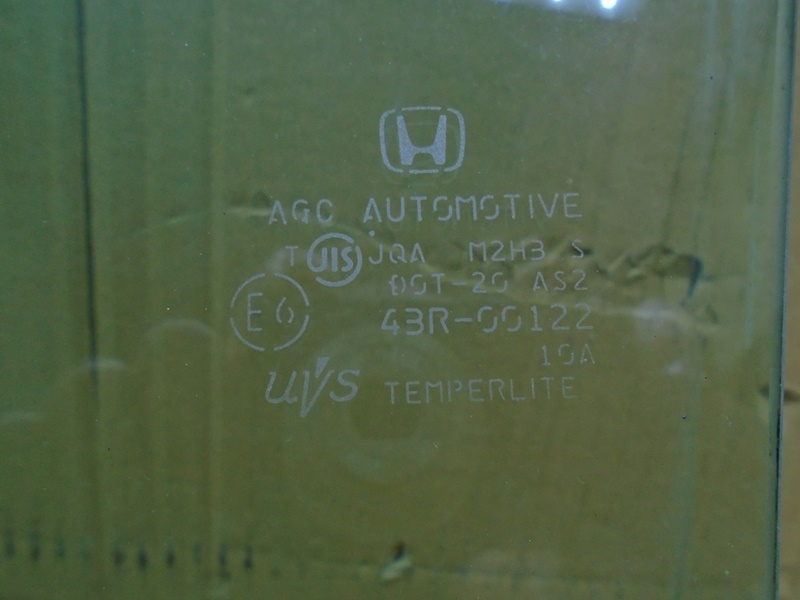 AGC AUTOMOTIVE
T JIS JQA M2H3 S
DOT-20 AS2
E6 43R-00122
10A
UVS TEMPERLITE